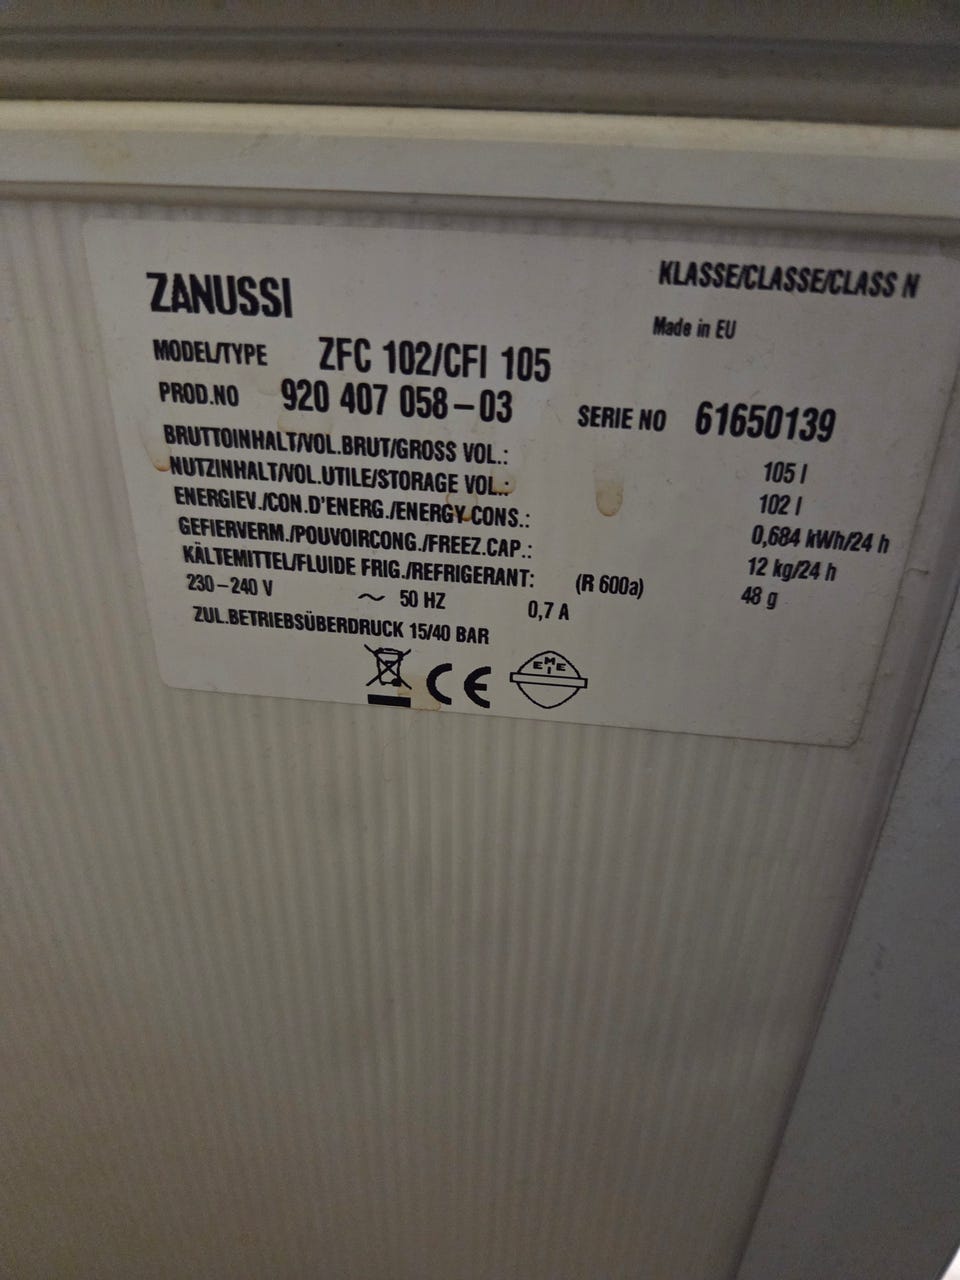 ZANUSSI
KLASSE/CLASSE/CLASS N
Made in EU
MODEL/TYPE ZFC 102/CFI 105
PROD.NO 920 407 058-03 SERIE NO 61650139
BRUTTOINHALT/VOL.BRUT/GROSS VOL.: 105 l
NUTZINHALT/VOL.UTILE/STORAGE VOL.: 102 l
ENERGIEV./CON.D'ENERG./ENERGY CONS.: 0,684 kWh/24 h
GEFIERVERM./POUVOIRCONG./FREEZ.CAP.: 12 kg/24 h
KÄLTEMITTEL/FLUIDE FRIG./REFRIGERANT: (R 600a) 48 g
230-240 V ~ 50 HZ 0,7 A
ZUL.BETRIEBSÜBERDRUCK 15/40 BAR
CE EMEI